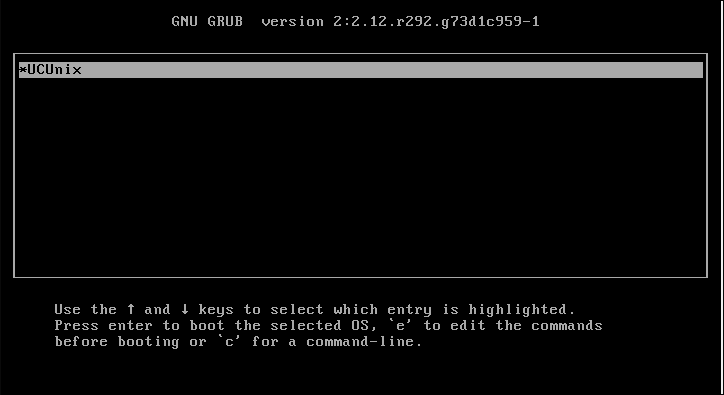 GNU GRUB  version 2:2.12.r292.g73d1c959-1
*UCUnix
Use the ↑ and ↓ keys to select which entry is highlighted.
Press enter to boot the selected OS, `e' to edit the commands
before booting or `c' for a command-line.